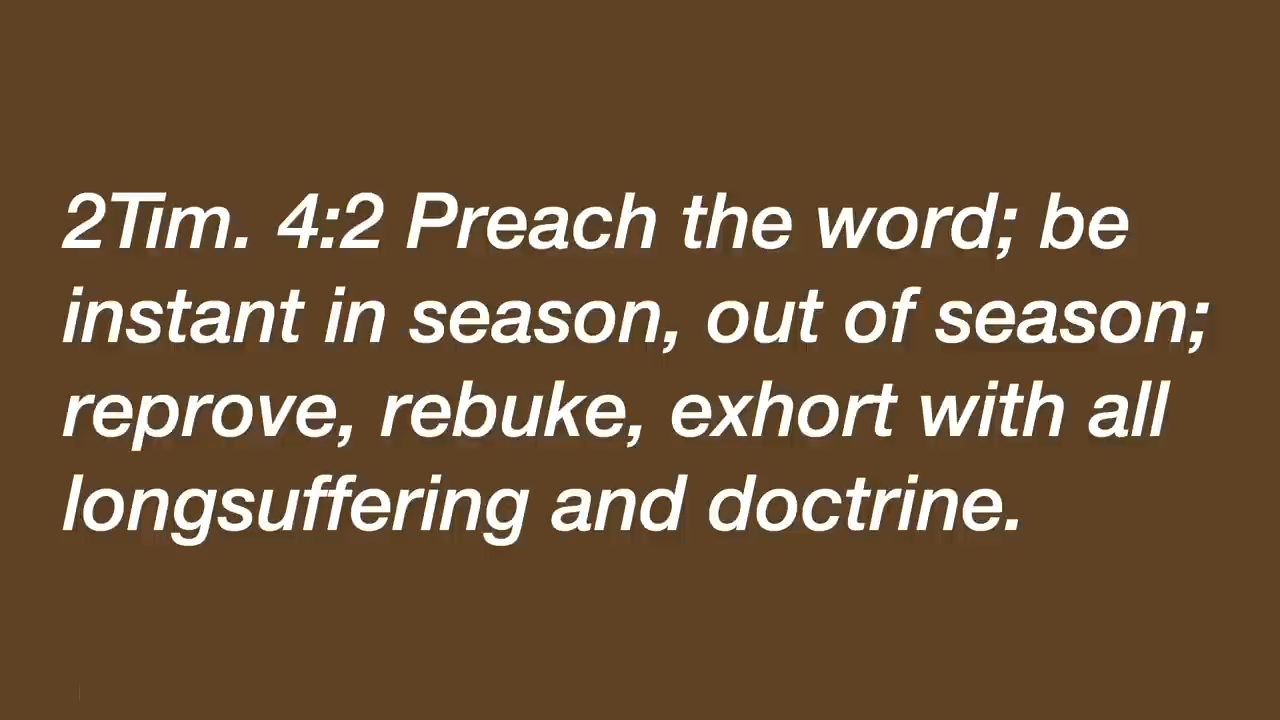 2Tim. 4:2 Preach the word; be
instant in season, out of season;
reprove, rebuke, exhort with all
longsuffering and doctrine.